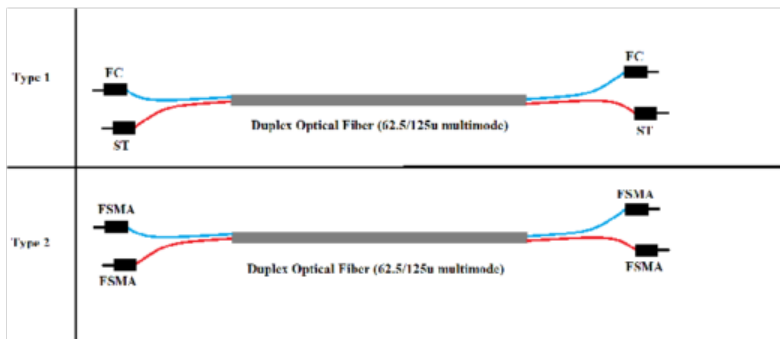 FC
FC
Type 1
Duplex Optical Fiber (62.5/125u multimode)
ST
ST
FSMA
FSMA
Type 2
FSMA
FSMA
Duplex Optical Fiber (62.5/125u multimode)